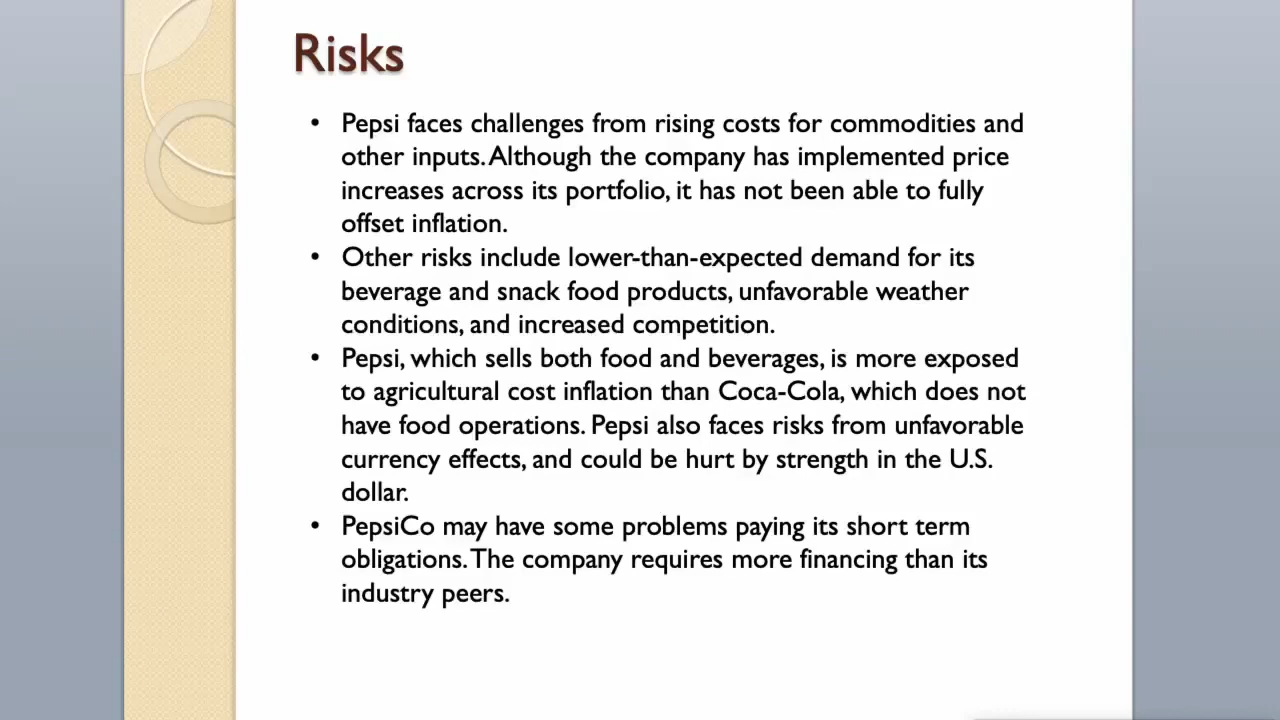 Risks
• Pepsi faces challenges from rising costs for commodities and
other inputs. Although the company has implemented price
increases across its portfolio, it has not been able to fully
offset inflation.
• Other risks include lower-than-expected demand for its
beverage and snack food products, unfavorable weather
conditions, and increased competition.
• Pepsi, which sells both food and beverages, is more exposed
to agricultural cost inflation than Coca-Cola, which does not
have food operations. Pepsi also faces risks from unfavorable
currency effects, and could be hurt by strength in the U.S.
dollar.
• PepsiCo may have some problems paying its short term
obligations. The company requires more financing than its
industry peers.